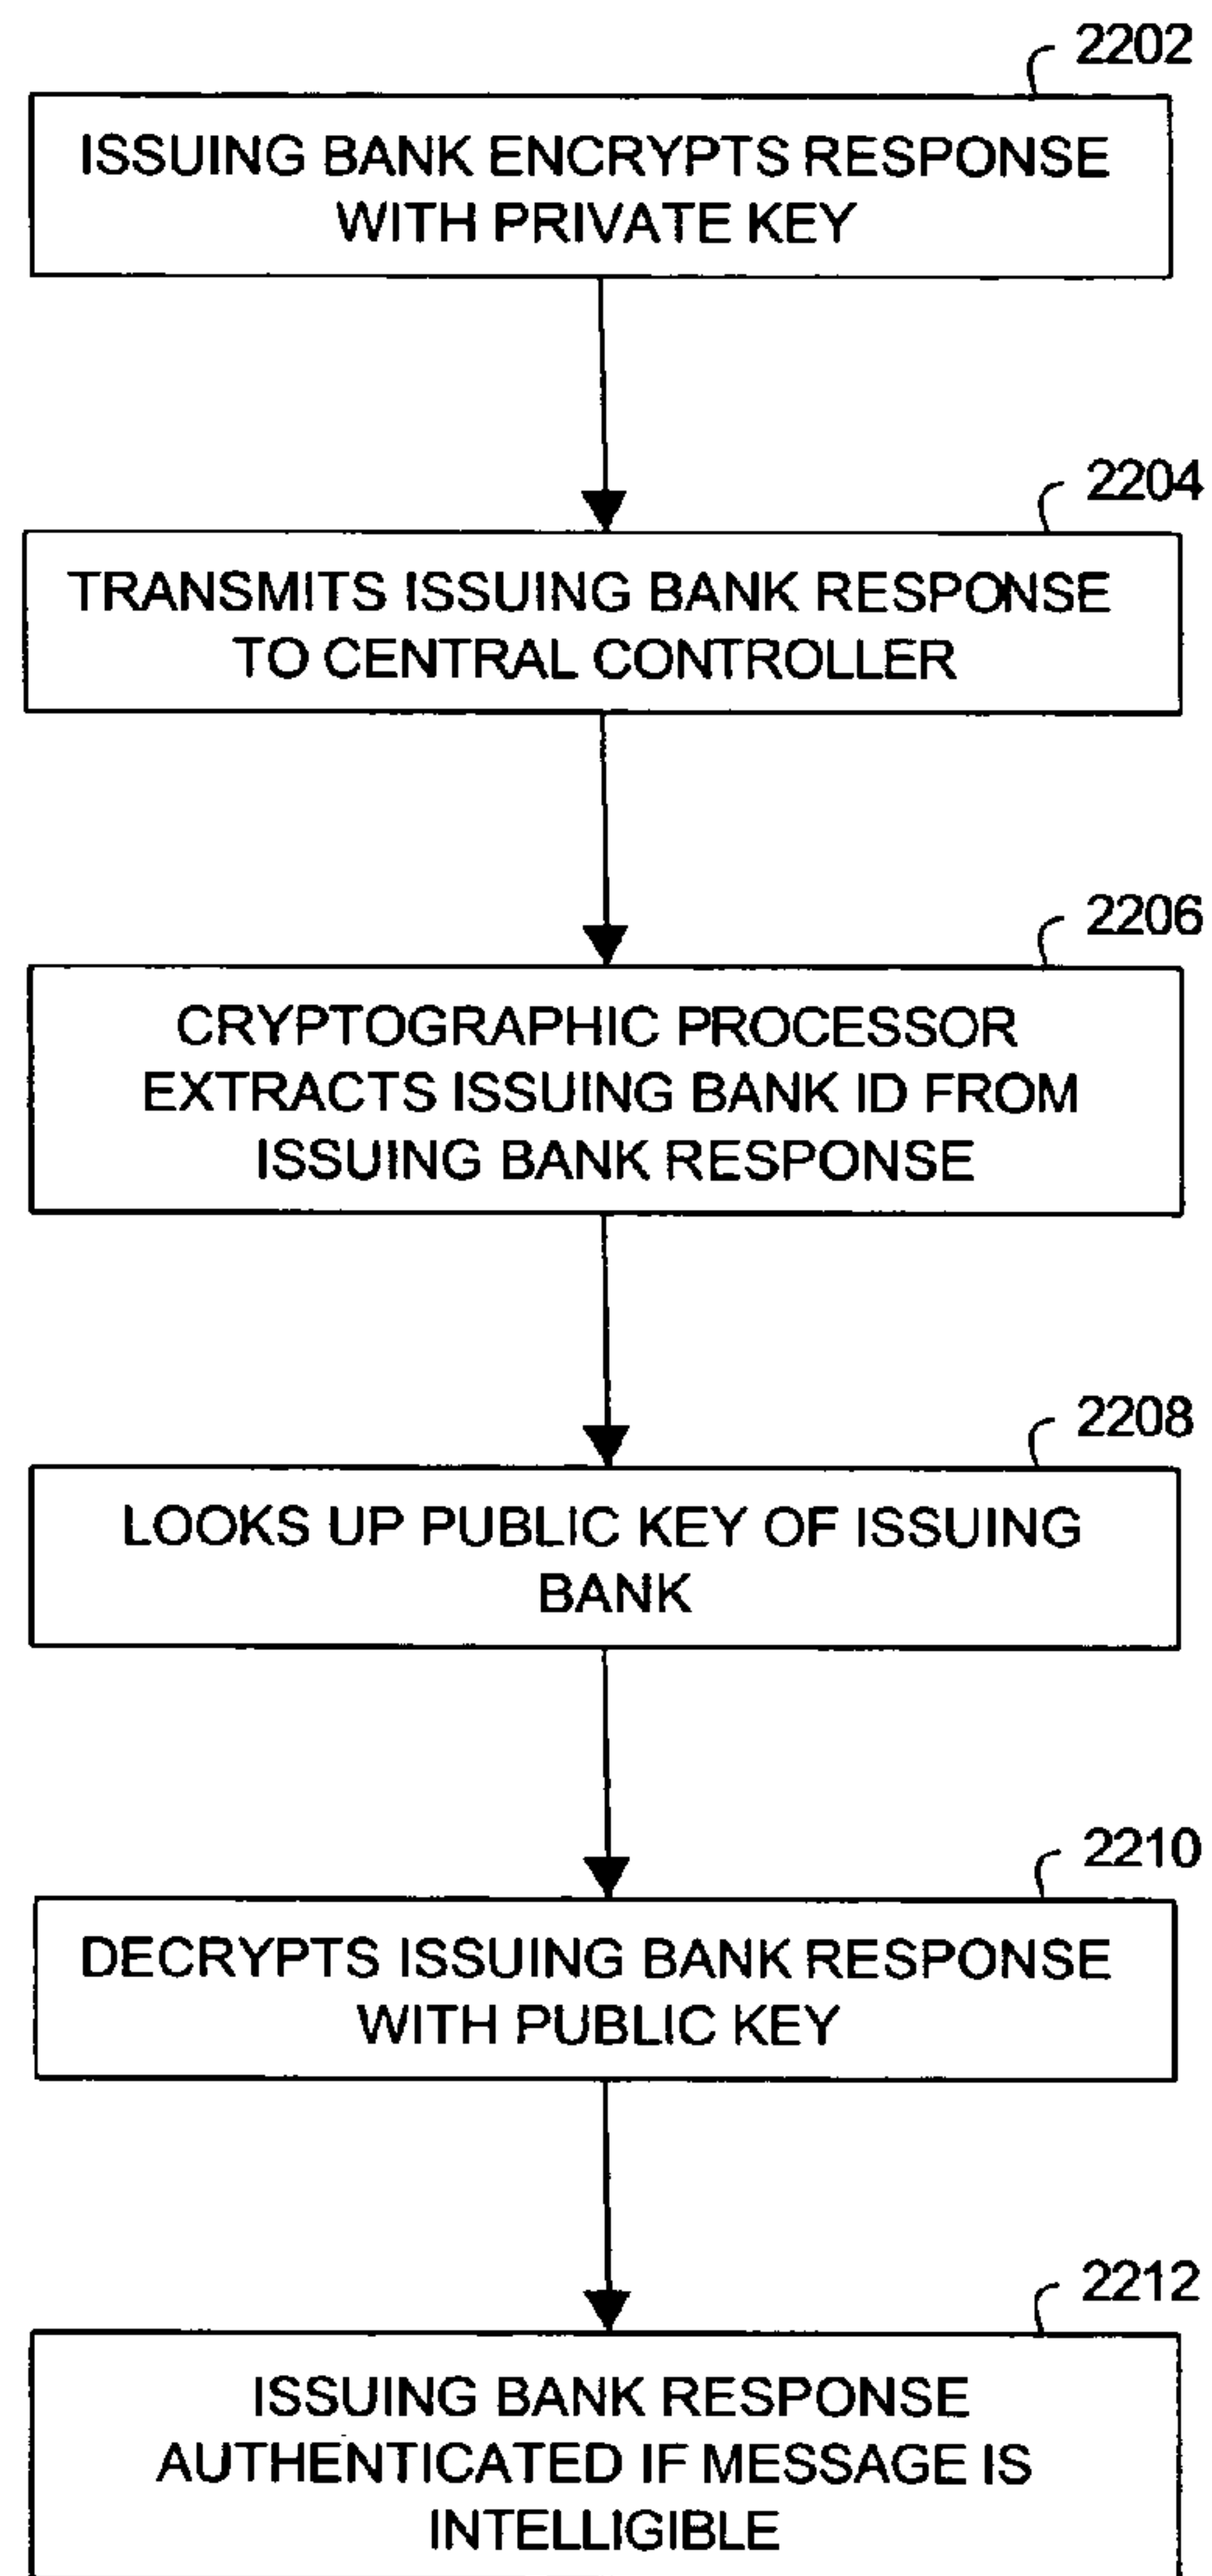 2202
ISSUING BANK ENCRYPTS RESPONSE
WITH PRIVATE KEY
2204
TRANSMITS ISSUING BANK RESPONSE
TO CENTRAL CONTROLLER
2206
CRYPTOGRAPHIC PROCESSOR
EXTRACTS ISSUING BANK ID FROM
ISSUING BANK RESPONSE
2208
LOOKS UP PUBLIC KEY OF ISSUING
BANK
2210
DECRYPTS ISSUING BANK RESPONSE
WITH PUBLIC KEY
2212
ISSUING BANK RESPONSE
AUTHENTICATED IF MESSAGE IS
INTELLIGIBLE